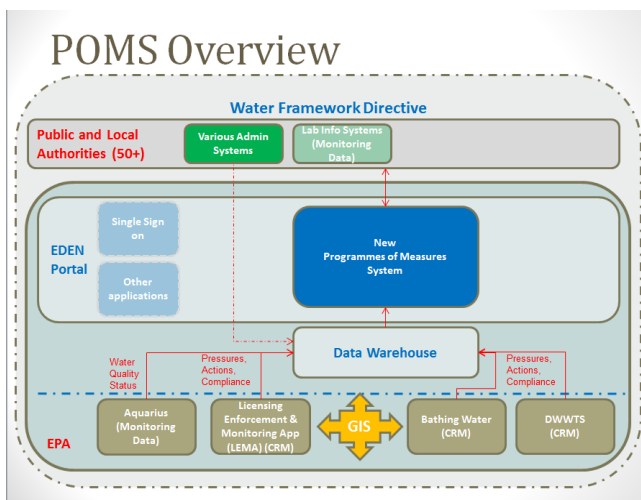 POMS Overview
Water Framework Directive
Public and Local
Authorities (50+)
Various Admin
Systems
Lab Info Systems
(Monitoring
Data)
EDEN
Portal
Single Sign
on
Other
applications
New
Programmes of Measures
System
Data Warehouse
Water
Quality
Status
Pressures,
Actions,
Compliance
Pressures,
Actions,
Compliance
EPA
Aquarius
(Monitoring
Data)
Licensing
Enforcement &
Monitoring App
(LEMA) (CRM)
GIS
Bathing Water
(CRM)
DWWTS
(CRM)